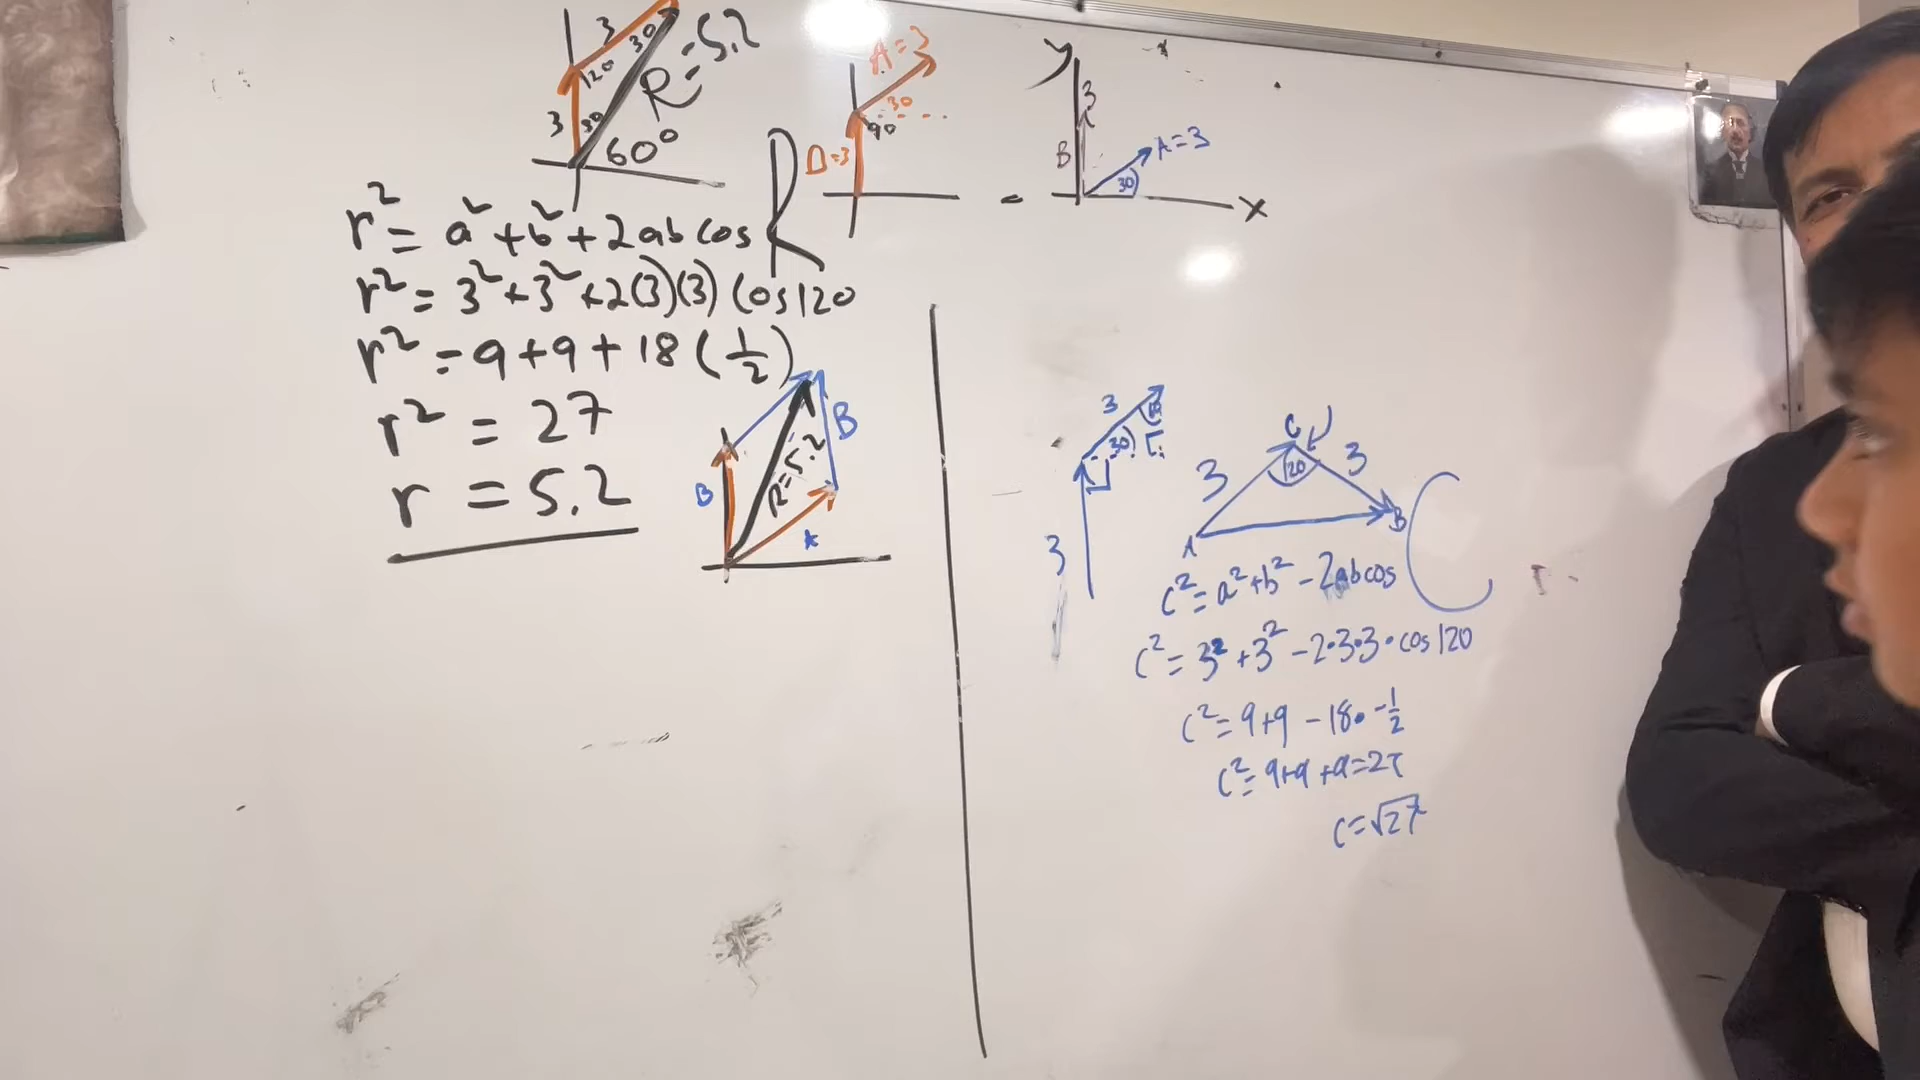 3
30
120
R=5.2
3
30
60°
A=3
30
90
R
y
3
B
A=3
30
x
r² = a² + b² + 2ab cos
r² = 3² + 3² + 2(3)(3) cos 120
r² = 9 + 9 + 18 (1/2)
r² = 27
r = 5.2
B
B
R=5.2
3
30
3
C
3
120
3
A
B
c² = a² + b² - 2ab cos C
c² = 3² + 3² - 2·3·3· cos 120
c² = 9+9 - 18· -1/2
c² = 9+9+9=27
c=√27